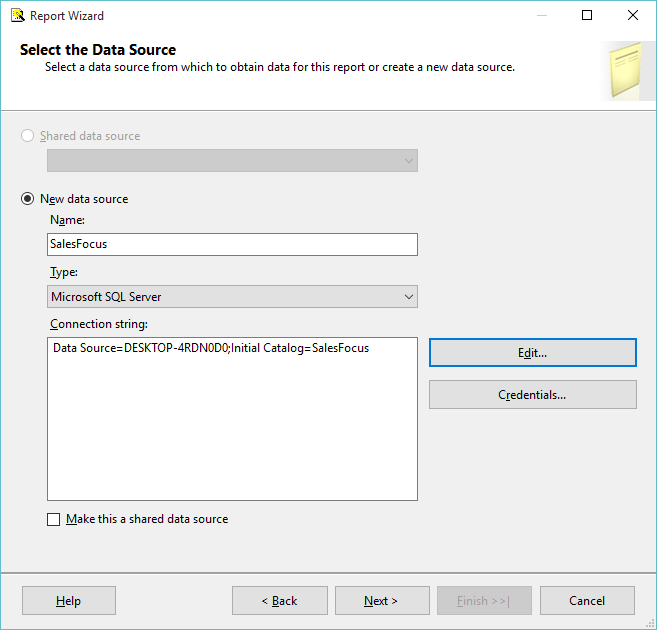 Report Wizard
Select the Data Source
Select a data source from which to obtain data for this report or create a new data source.
Shared data source
New data source
Name:
SalesFocus
Type:
Microsoft SQL Server
Connection string:
Data Source=DESKTOP-4RDN0D0;Initial Catalog=SalesFocus
Edit...
Credentials...
Make this a shared data source
Help
< Back
Next >
Finish >>|
Cancel